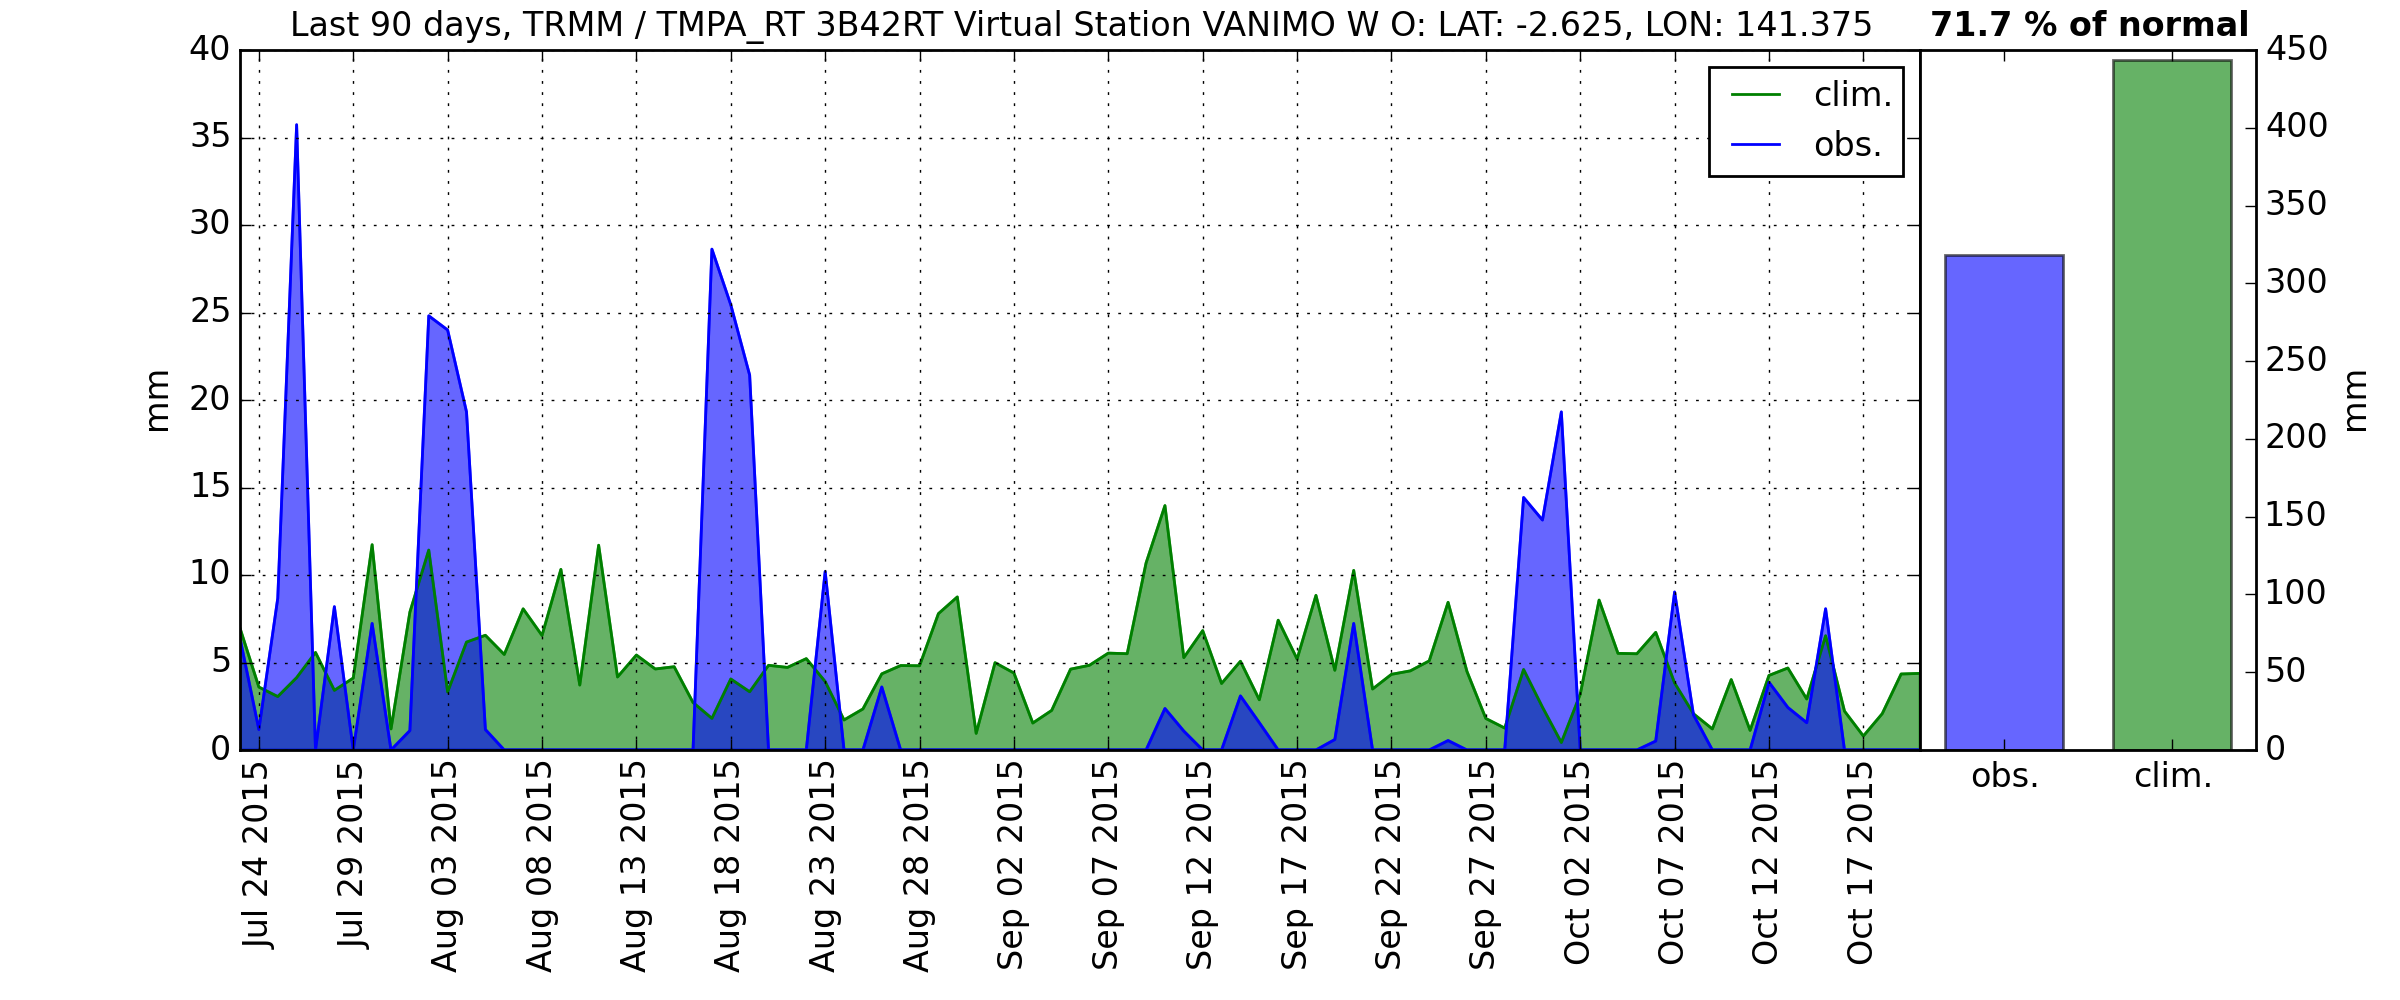 Last 90 days, TRMM / TMPA_RT 3B42RT Virtual Station VANIMO W O: LAT: -2.625, LON: 141.375
71.7 % of normal
40
35
30
25
20
15
10
5
0
mm
clim.
obs.
450
400
350
300
250
200
150
100
50
0
mm
Jul 24 2015
Jul 29 2015
Aug 03 2015
Aug 08 2015
Aug 13 2015
Aug 18 2015
Aug 23 2015
Aug 28 2015
Sep 02 2015
Sep 07 2015
Sep 12 2015
Sep 17 2015
Sep 22 2015
Sep 27 2015
Oct 02 2015
Oct 07 2015
Oct 12 2015
Oct 17 2015
obs.
clim.